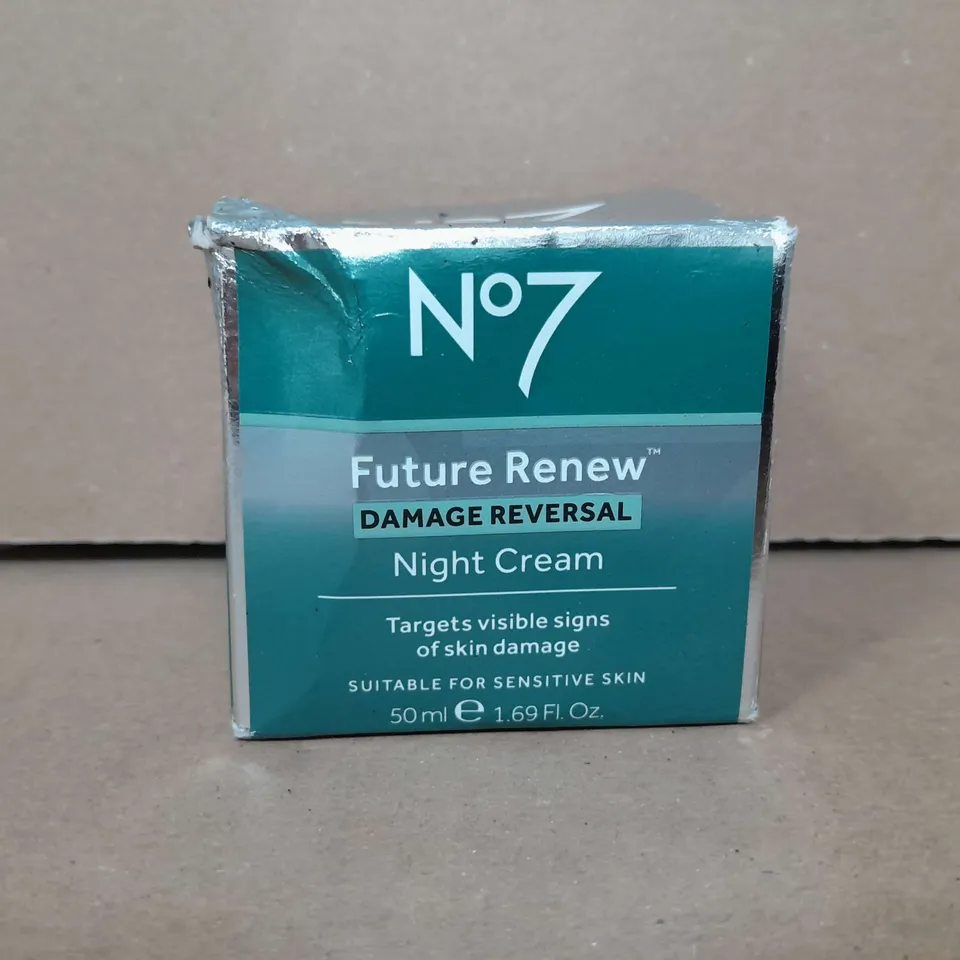 No7
Future Renew™
DAMAGE REVERSAL
Night Cream
Targets visible signs
of skin damage
SUITABLE FOR SENSITIVE SKIN
50 ml ℮ 1.69 Fl. Oz.